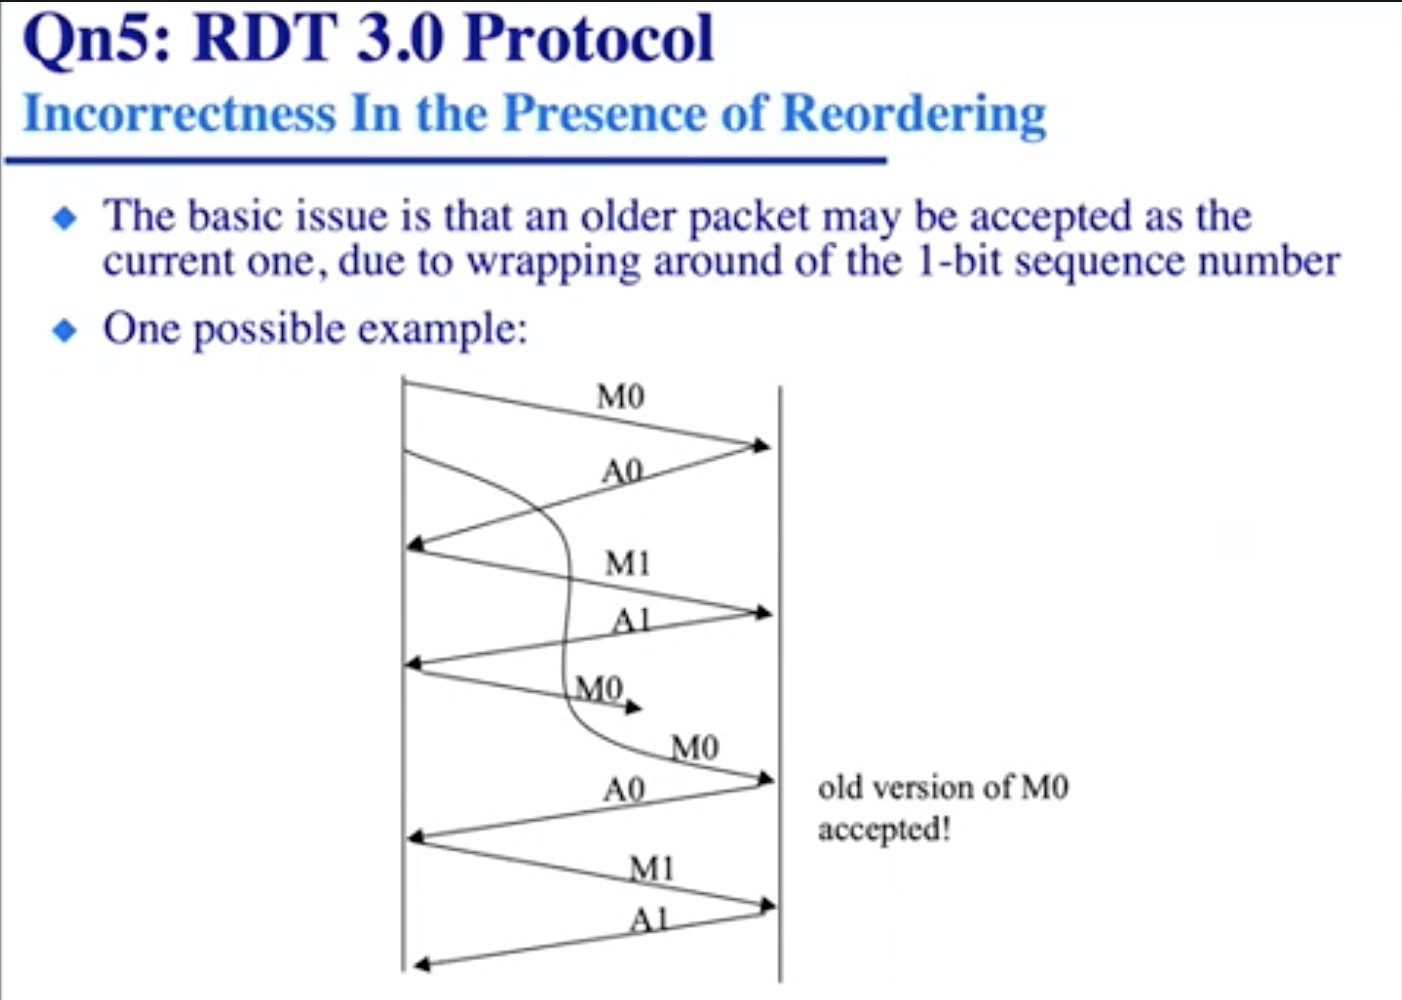 Qn5: RDT 3.0 Protocol
Incorrectness In the Presence of Reordering
The basic issue is that an older packet may be accepted as the
current one, due to wrapping around of the 1-bit sequence number
One possible example:
M0
A0
M1
A1
M0
M0
A0
old version of M0
accepted!
M1
A1